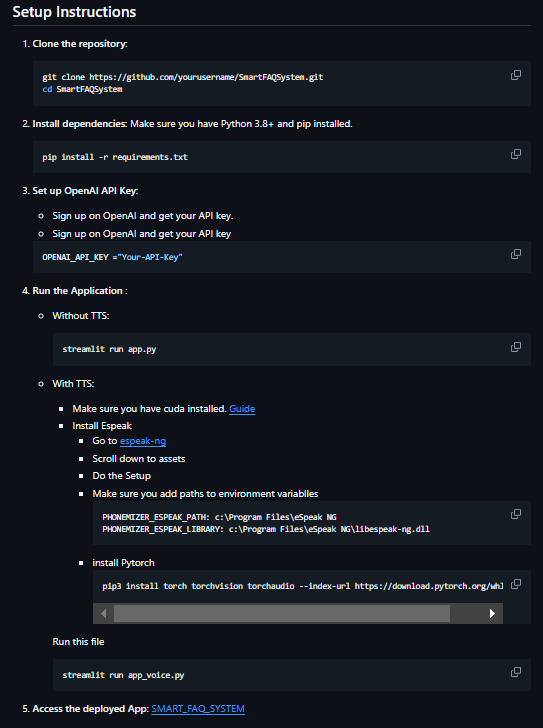 Setup Instructions
1. Clone the repository:
git clone https://github.com/yourusername/SmartFAQSystem.git
cd SmartFAQSystem
2. Install dependencies: Make sure you have Python 3.8+ and pip installed.
pip install -r requirements.txt
3. Set up OpenAI API Key:
Sign up on OpenAI and get your API key.
Sign up on OpenAI and get your API key
OPENAI_API_KEY ="Your-API-Key"
4. Run the Application :
Without TTS:
streamlit run app.py
With TTS:
Make sure you have cuda installed. Guide
Install Espeak
Go to espeak-ng
Scroll down to assets
Do the Setup
Make sure you add paths to environment variablles
PHONEMIZER_ESPEAK_PATH: c:\Program Files\eSpeak NG
PHONEMIZER_ESPEAK_LIBRARY: c:\Program Files\eSpeak NG\libespeak-ng.dll
install Pytorch
pip3 install torch torchvision torchaudio --index-url https://download.pytorch.org/whl
Run this file
streamlit run app_voice.py
5. Access the deployed App: SMART_FAQ_SYSTEM